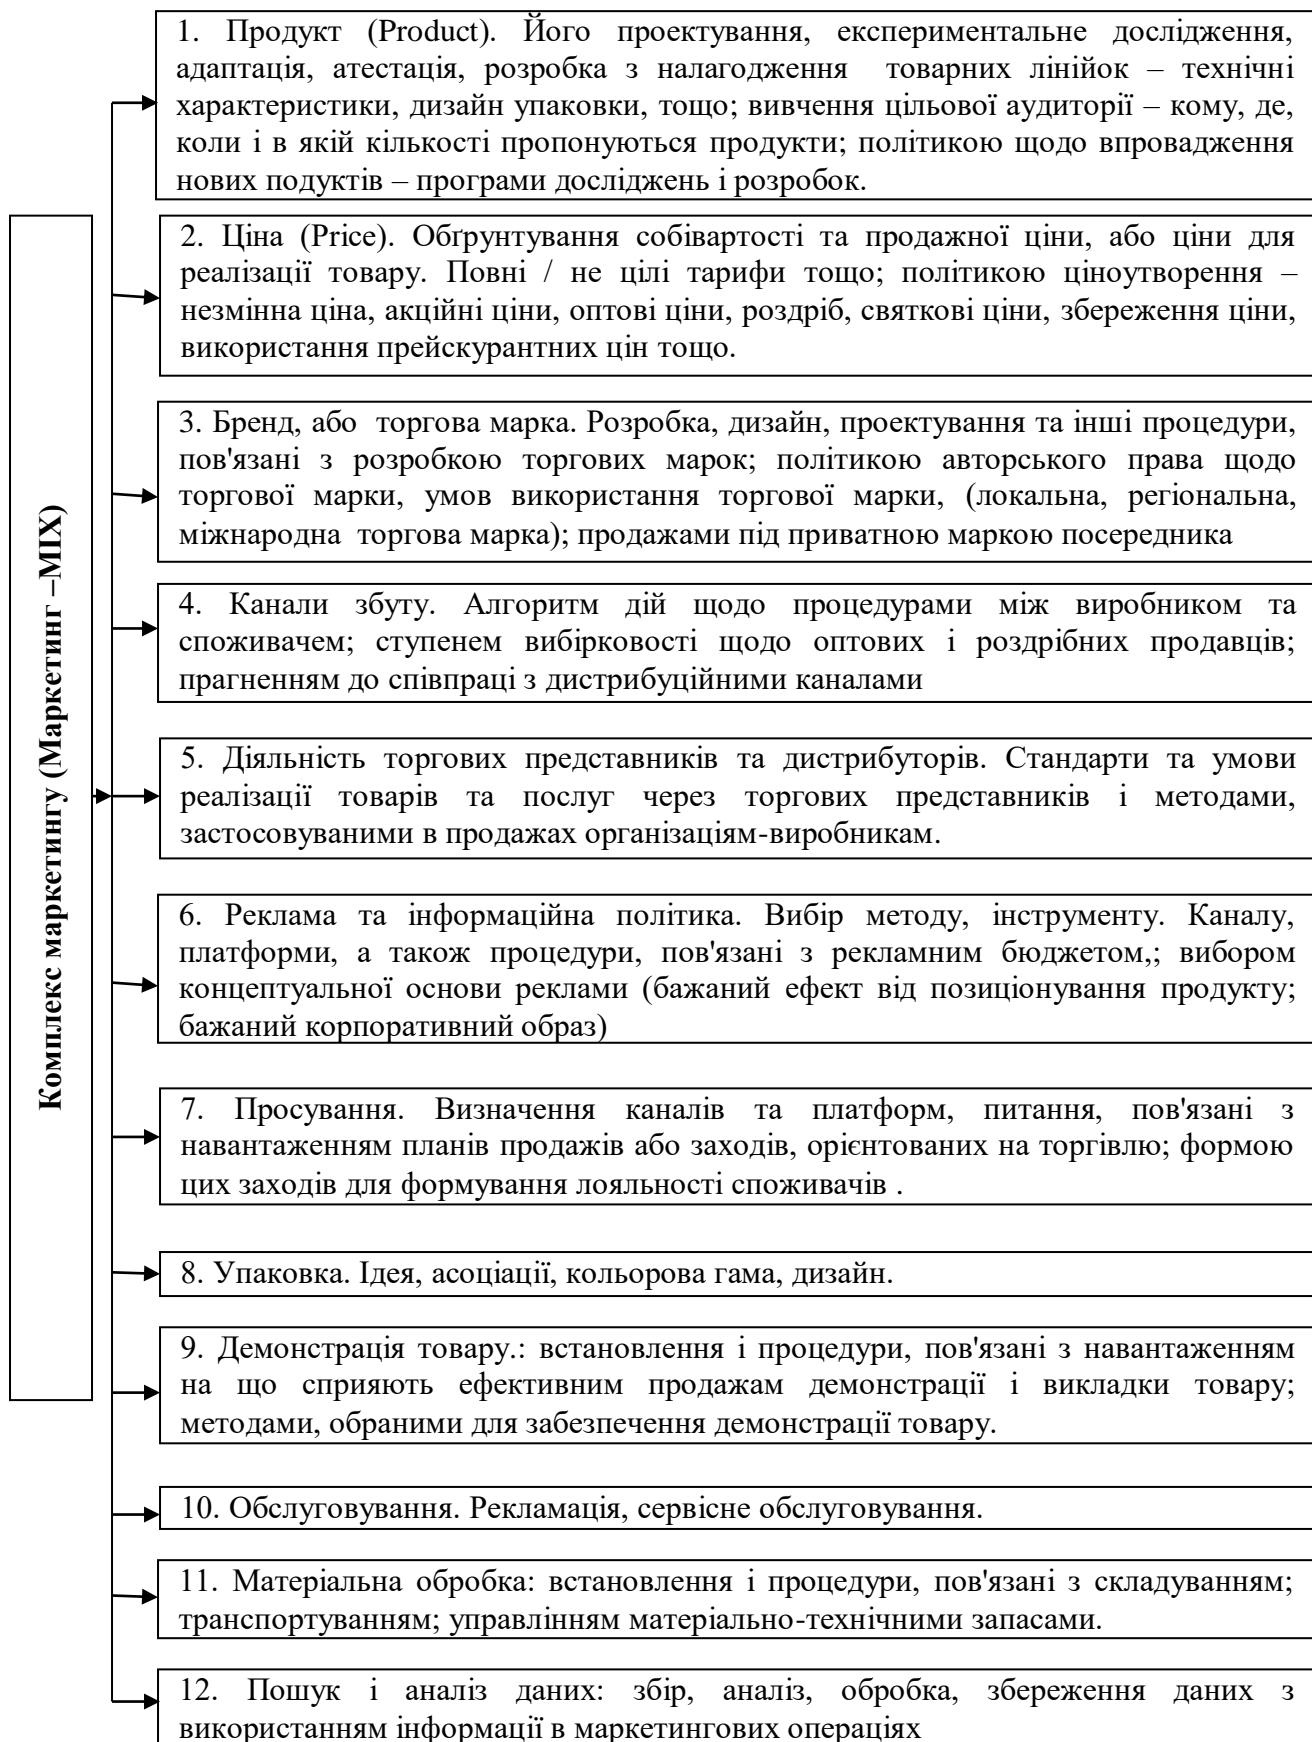 1. Продукт (Product). Його проектування, експериментальне дослідження,
адаптація, атестація, розробка з налагодження товарних лінійок – технічні
характеристики, дизайн упаковки, тощо; вивчення цільової аудиторії – кому, де,
коли і в якій кількості пропонуються продукти; політикою щодо впровадження
нових подуктів – програми досліджень і розробок.
Комплекс маркетингу (Маркетинг –МІХ)
2. Ціна (Price). Обґрунтування собівартості та продажної ціни, або ціни для
реалізації товару. Повні / не цілі тарифи тощо; політикою ціноутворення –
незмінна ціна, акційні ціни, оптові ціни, роздріб, святкові ціни, збереження ціни,
використання прейскурантних цін тощо.
3. Бренд, або торгова марка. Розробка, дизайн, проектування та інші процедури,
пов'язані з розробкою торгових марок; політикою авторського права щодо
торгової марки, умов використання торгової марки, (локальна, регіональна,
міжнародна торгова марка); продажами під приватною маркою посередника
4. Канали збуту. Алгоритм дій щодо процедурами між виробником та
споживачем; ступенем вибірковості щодо оптових і роздрібних продавців;
прагненням до співпраці з дистрибуційними каналами
5. Діяльність торгових представників та дистрибуторів. Стандарти та умови
реалізації товарів та послуг через торгових представників і методами,
застосовуваними в продажах організаціям-виробникам.
6. Реклама та інформаційна політика. Вибір методу, інструменту. Каналу,
платформи, а також процедури, пов'язані з рекламним бюджетом,; вибором
концептуальної основи реклами (бажаний ефект від позиціонування продукту;
бажаний корпоративний образ)
7. Просування. Визначення каналів та платформ, питання, пов'язані з
навантаженням планів продажів або заходів, орієнтованих на торгівлю; формою
цих заходів для формування лояльності споживачів .
8. Упаковка. Ідея, асоціації, кольорова гама, дизайн.
9. Демонстрація товару.: встановлення і процедури, пов'язані з навантаженням
на що сприяють ефективним продажам демонстрації і викладки товару;
методами, обраними для забезпечення демонстрації товару.
10. Обслуговування. Рекламація, сервісне обслуговування.
11. Матеріальна обробка: встановлення і процедури, пов'язані з складуванням;
транспортуванням; управлінням матеріально-технічними запасами.
12. Пошук і аналіз даних: збір, аналіз, обробка, збереження даних з
використанням інформації в маркетингових операціях